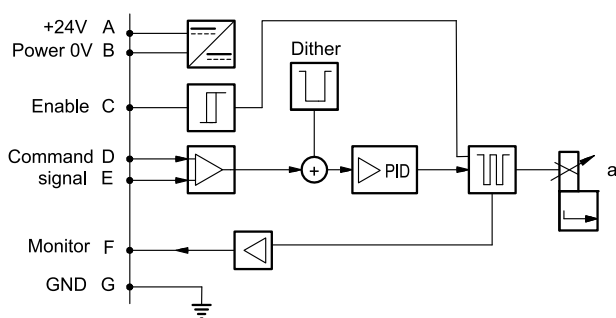 +24V A
Power 0V B
Dither
Enable C
Command D
signal E
+
PID
a
Monitor F
GND G